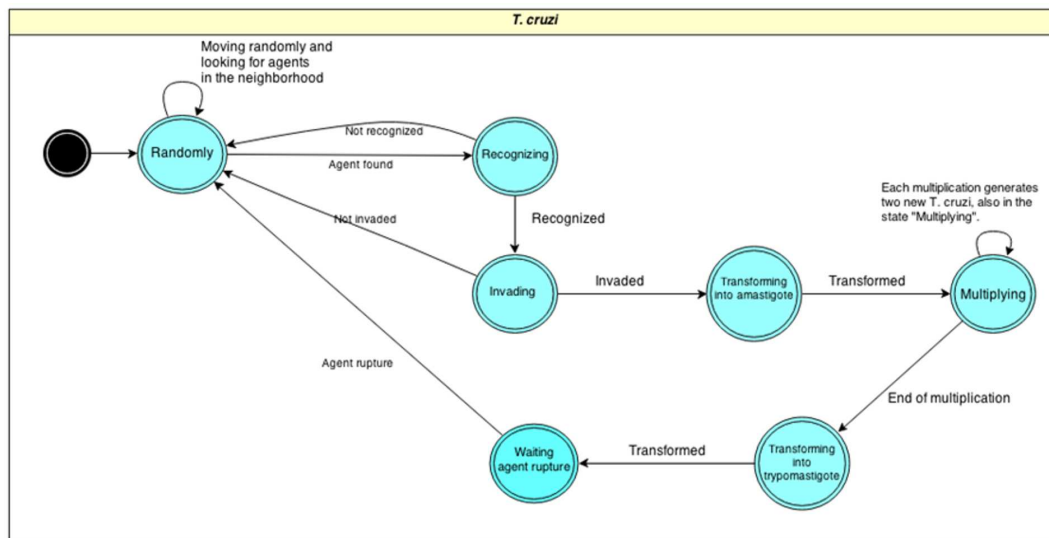 T. cruzi
Moving randomly and
looking for agents
in the neighborhood
Randomly
Not recognized
Agent found
Recognizing
Each multiplication generates
two new T. cruzi, also in the
state "Multiplying".
Not invaded
Recognized
Invading
Invaded
Transforming
into amastigote
Transformed
Multiplying
Agent rupture
End of multiplication
Waiting
agent rupture
Transformed
Transforming
into
trypomastigote